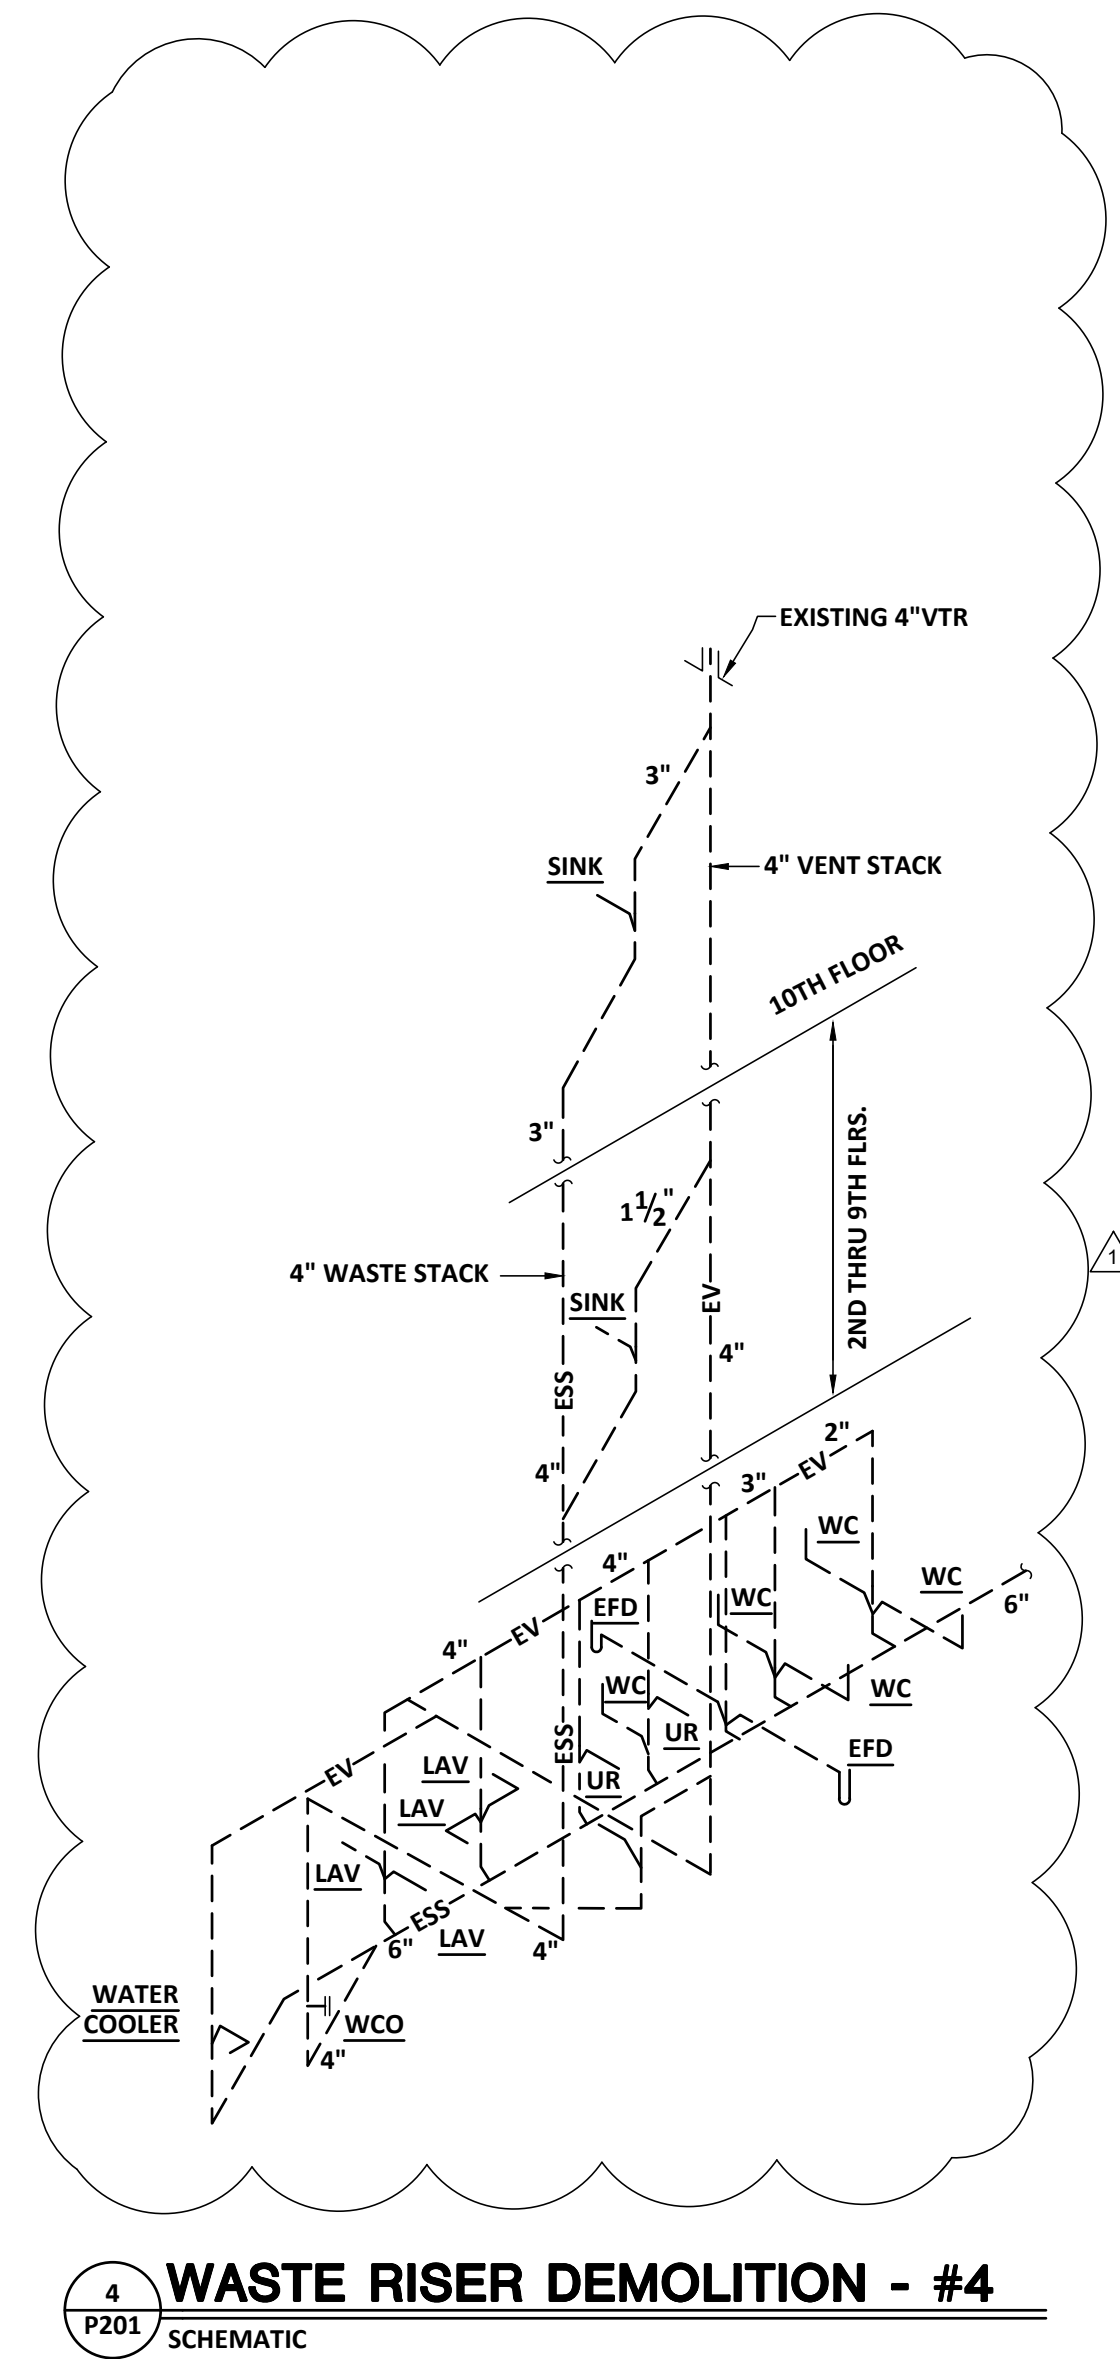 EXISTING 4"VTR
3"
SINK
4" VENT STACK
10TH FLOOR
3"
1 1/2"
2ND THRU 9TH FLRS.
4" WASTE STACK
1
SINK
EV
4"
ESS
4"
2"
EV
3"
WC
4"
WC
EFD
WC
6"
EV
4"
WC
WC
UR
ESS
EFD
EV
LAV
UR
LAV
LAV
ESS
6"
LAV
4"
WATER
COOLER
WCO
4"
4
P201
WASTE RISER DEMOLITION - #4
SCHEMATIC